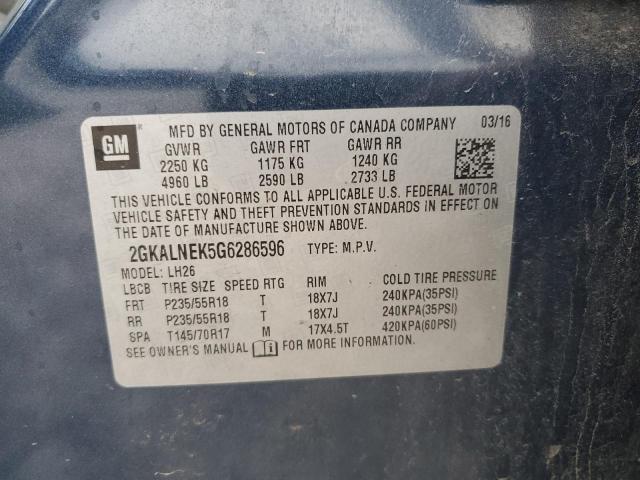 GM MFD BY GENERAL MOTORS OF CANADA COMPANY 03/16
GVWR GAWR FRT GAWR RR
2250 KG 1175 KG 1240 KG
4960 LB 2590 LB 2733 LB
THIS VEHICLE CONFORMS TO ALL APPLICABLE U.S. FEDERAL MOTOR
VEHICLE SAFETY AND THEFT PREVENTION STANDARDS IN EFFECT ON
THE DATE OF MANUFACTURE SHOWN ABOVE.
2GKALNEK5G6286596 TYPE: M.P.V.
MODEL: LH26
LBCB TIRE SIZE SPEED RTG RIM COLD TIRE PRESSURE
FRT P235/55R18 T 18X7J 240KPA(35PSI)
RR P235/55R18 T 18X7J 240KPA(35PSI)
SPA T145/70R17 M 17X4.5T 420KPA(60PSI)
SEE OWNER'S MANUAL FOR MORE INFORMATION.